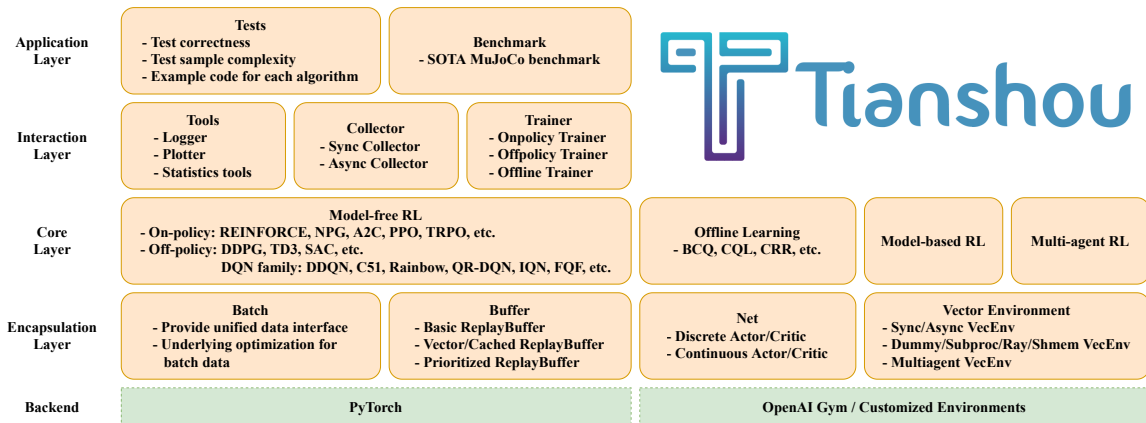 Application
Layer
Tests
- Test correctness
- Test sample complexity
- Example code for each algorithm
Benchmark
- SOTA MuJoCo benchmark
Tianshou
Interaction
Layer
Tools
- Logger
- Plotter
- Statistics tools
Collector
- Sync Collector
- Async Collector
Trainer
- Onpolicy Trainer
- Offpolicy Trainer
- Offline Trainer
Core
Layer
Model-free RL
- On-policy: REINFORCE, NPG, A2C, PPO, TRPO, etc.
- Off-policy: DDPG, TD3, SAC, etc.
DQN family: DDQN, C51, Rainbow, QR-DQN, IQN, FQF, etc.
Offline Learning
- BCQ, CQL, CRR, etc.
Model-based RL
Multi-agent RL
Encapsulation
Layer
Batch
- Provide unified data interface
- Underlying optimization for
batch data
Buffer
- Basic ReplayBuffer
- Vector/Cached ReplayBuffer
- Prioritized ReplayBuffer
Net
- Discrete Actor/Critic
- Continuous Actor/Critic
Vector Environment
- Sync/Async VecEnv
- Dummy/Subproc/Ray/Shmem VecEnv
- Multiagent VecEnv
Backend
PyTorch
OpenAI Gym / Customized Environments